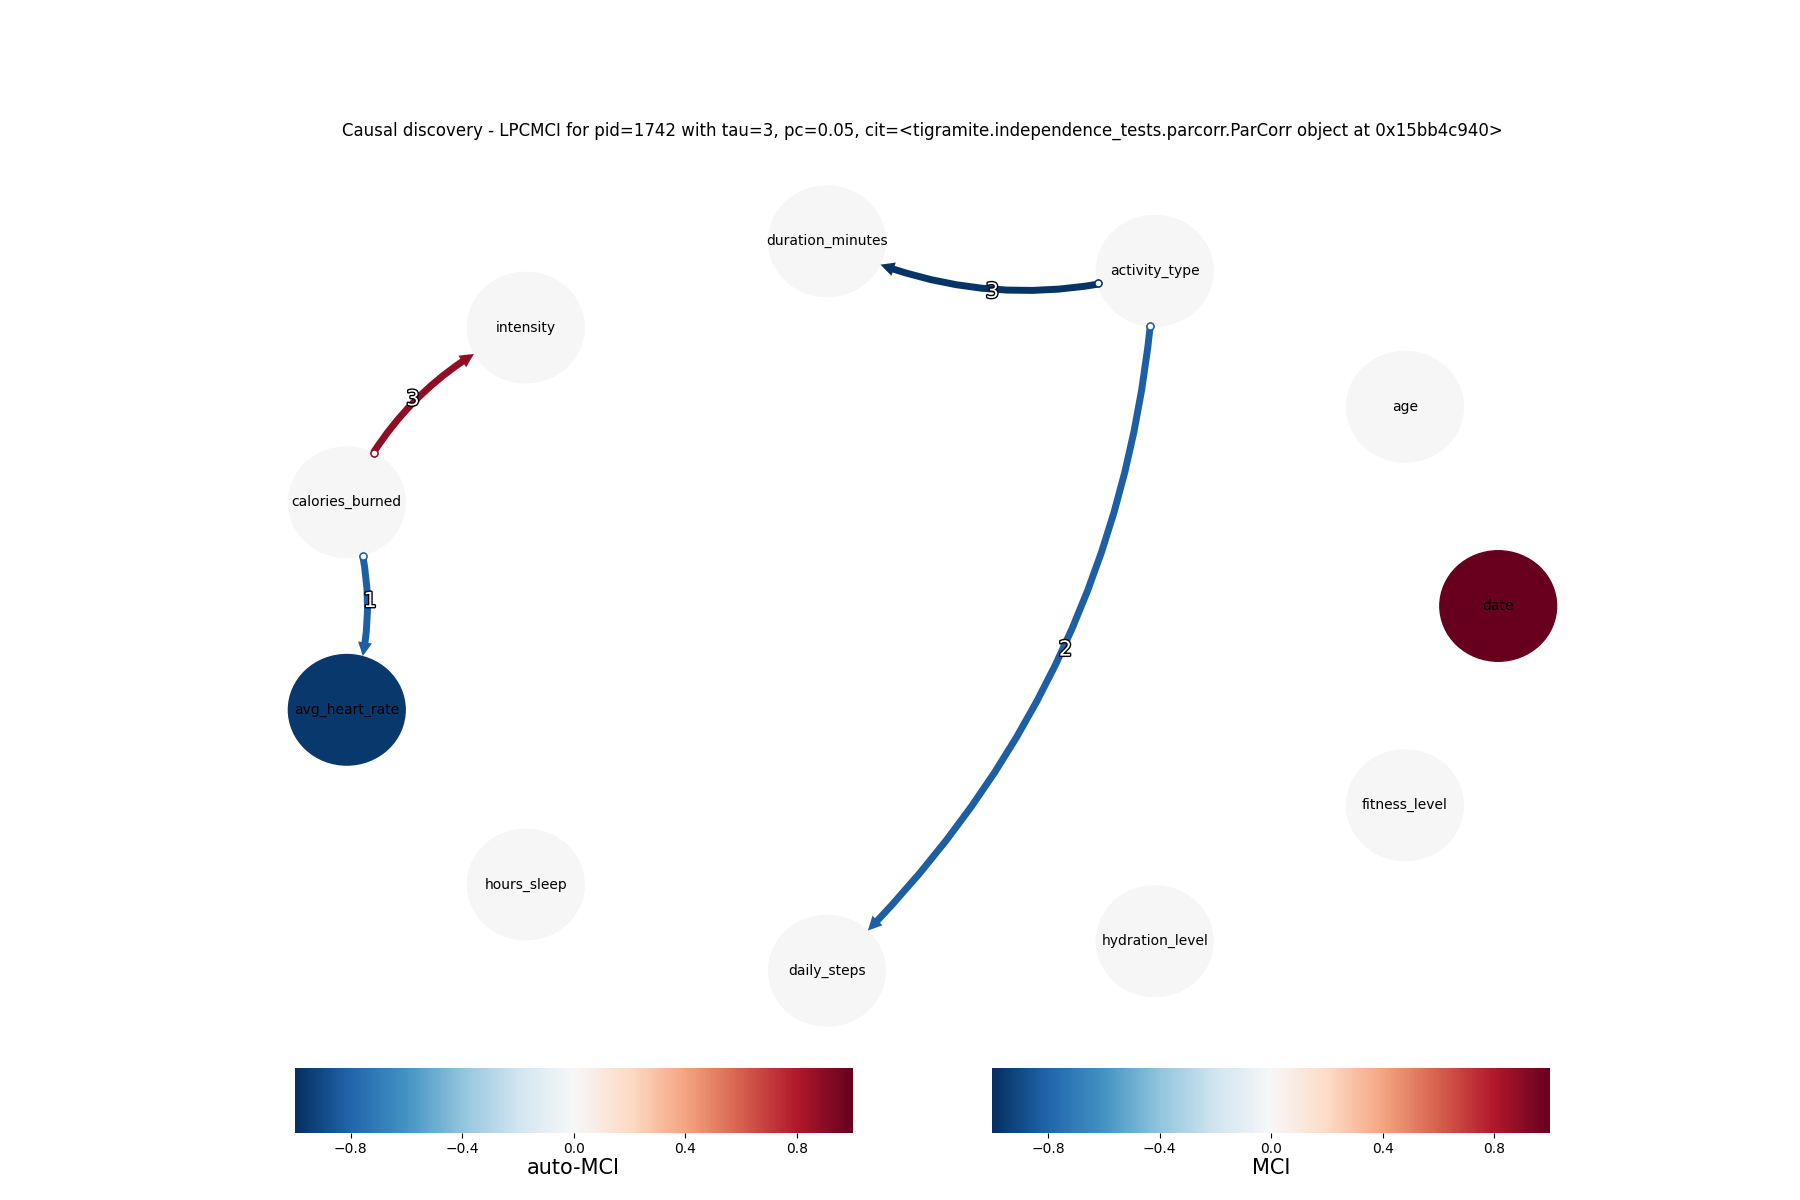 Causal discovery - LPCMCI for pid=1742 with tau=3, pc=0.05, cit=<tigramite.independence_tests.parcorr.ParCorr object at 0x15bb4c940>
duration_minutes
activity_type
3
intensity
3
age
calories_burned
1
date
2
avg_heart_rate
fitness_level
hours_sleep
hydration_level
daily_steps
−0.8 −0.4 0.0 0.4 0.8
auto-MCI
−0.8 −0.4 0.0 0.4 0.8
MCI